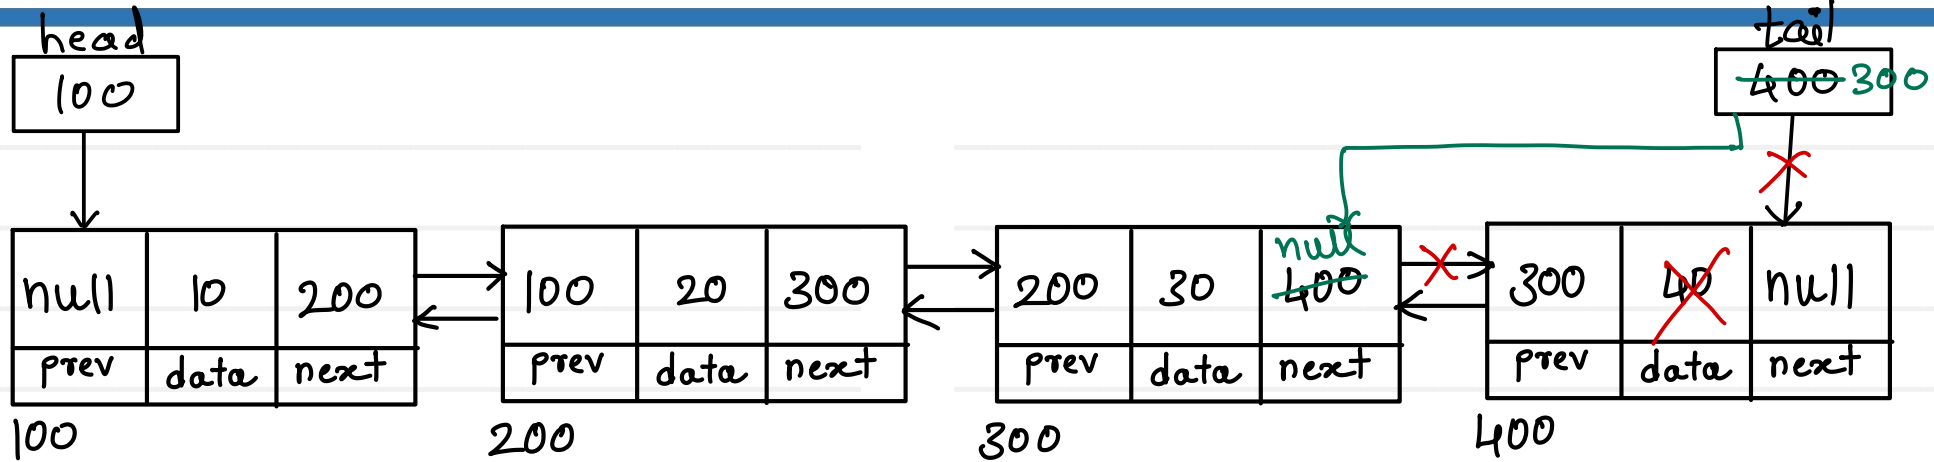 head tail
100 400 300
null
null 10 200 100 20 300 200 30 400 300 40 null
prev data next prev data next prev data next prev data next
100 200 300 400